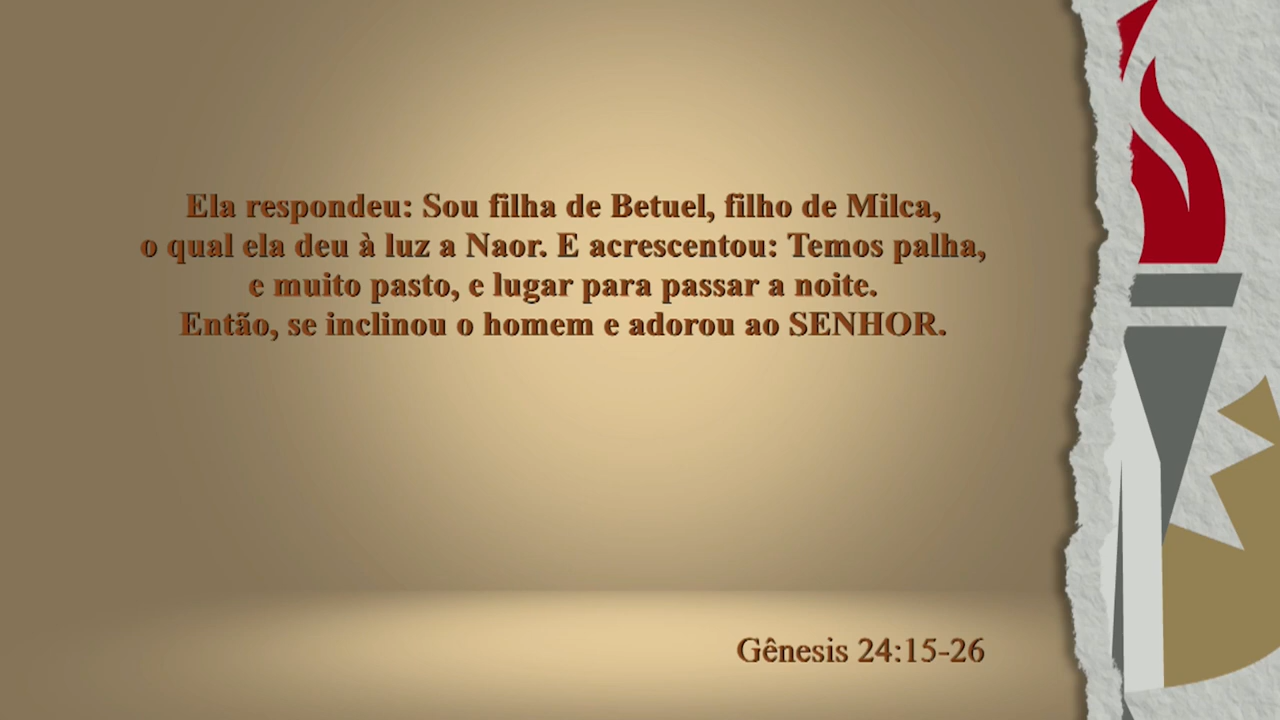 Ela respondeu: Sou filha de Betuel, filho de Milca,
o qual ela deu à luz a Naor. E acrescentou: Temos palha,
e muito pasto, e lugar para passar a noite.
Então, se inclinou o homem e adorou ao SENHOR.
Gênesis 24:15-26